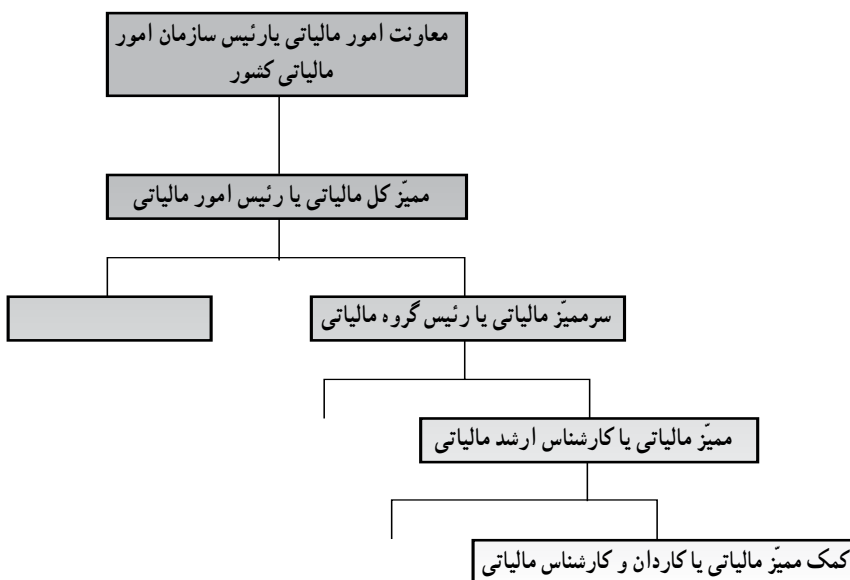 معاونت امور مالیاتی یارئیس سازمان امور
مالیاتی کشور
ممیّز کل مالیاتی یا رئیس امور مالیاتی
سرممیّز مالیاتی یا رئیس گروه مالیاتی
ممیّز مالیاتی یا کارشناس ارشد مالیاتی
کمک ممیّز مالیاتی یا کاردان و کارشناس مالیاتی